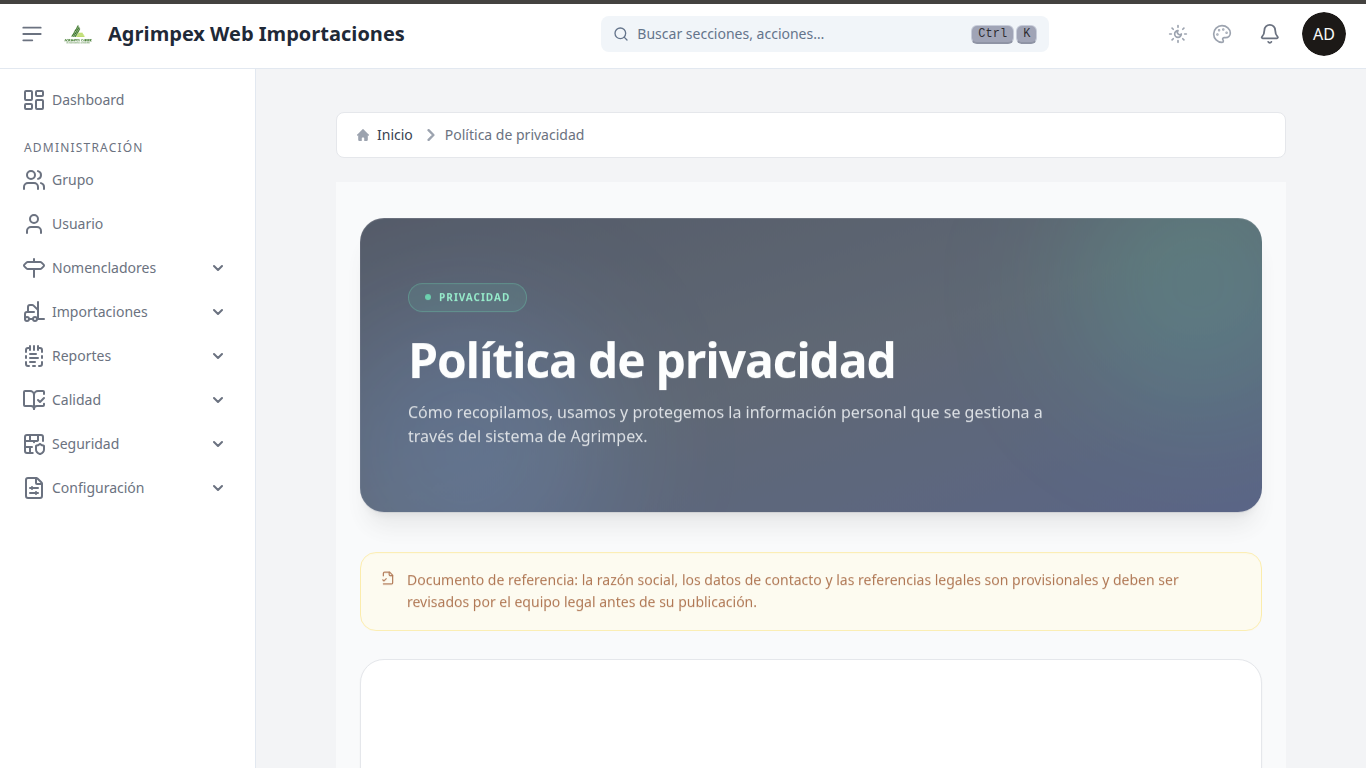 Agrimpex Web Importaciones
Buscar secciones, acciones...
Ctrl K
AD
Dashboard
ADMINISTRACIÓN
Grupo
Usuario
Nomencladores
Importaciones
Reportes
Calidad
Seguridad
Configuración
Inicio
Política de privacidad
PRIVACIDAD
Política de privacidad
Cómo recopilamos, usamos y protegemos la información personal que se gestiona a
través del sistema de Agrimpex.
Documento de referencia: la razón social, los datos de contacto y las referencias legales son provisionales y deben ser
revisados por el equipo legal antes de su publicación.